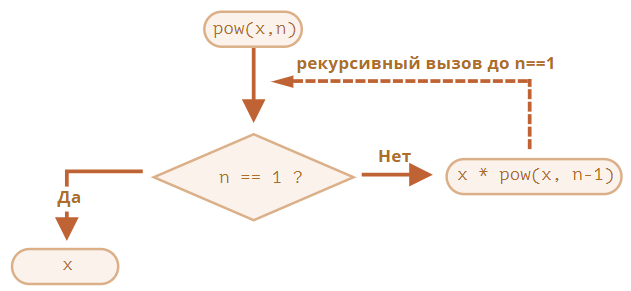 pow(x,n)
рекурсивный вызов до n==1
Нет
n == 1 ?
x * pow(x, n-1)
Да
x